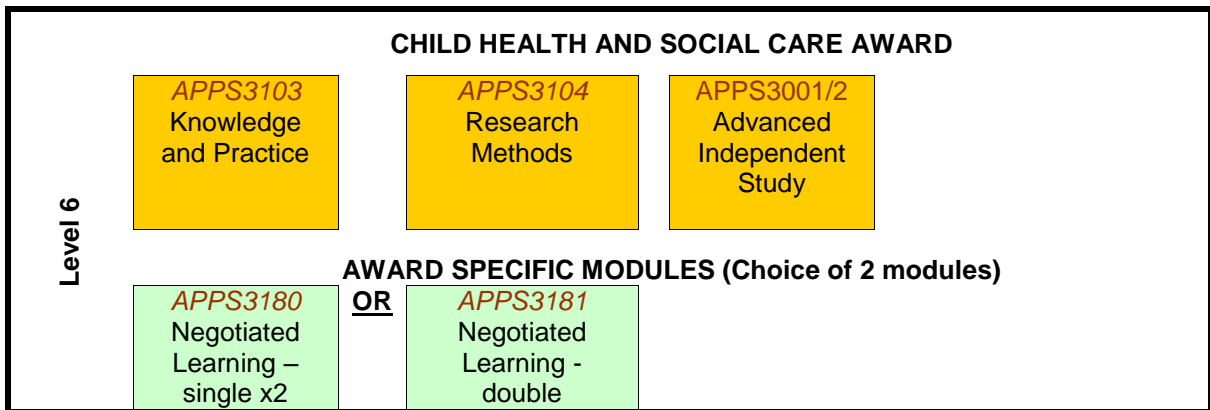 CHILD HEALTH AND SOCIAL CARE AWARD
Level 6
APPS3103
Knowledge
and Practice
APPS3104
Research
Methods
APPS3001/2
Advanced
Independent
Study
AWARD SPECIFIC MODULES (Choice of 2 modules)
APPS3180
Negotiated
Learning –
single x2
OR
APPS3181
Negotiated
Learning -
double